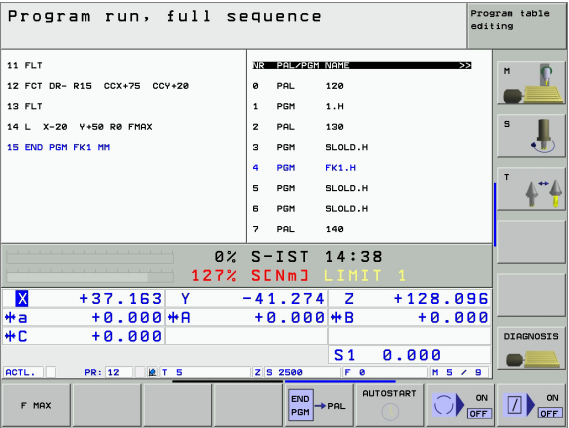 Program run, full sequence
Program table
editing
11 FLT
12 FCT DR- R15 CCX+75 CCY+20
13 FLT
14 L X-20 Y+50 R0 FMAX
15 END PGM FK1 MM
NR PAL/PGM NAME >>
0 PAL 120
1 PGM 1.H
2 PAL 130
3 PGM SLOLD.H
4 PGM FK1.H
5 PGM SLOLD.H
6 PGM SLOLD.H
7 PAL 140
M
S
T
DIAGNOSIS
0% S-IST 14:38
127% S[Nm] LIMIT 1
X +37.163 Y -41.274 Z +128.096
a +0.000 A +0.000 B +0.000
C +0.000
S1 0.000
ACTL. PR: 12 T 5 Z S 2500 F 0 M 5 / 9
F MAX
END
PGM → PAL
AUTOSTART
ON
OFF
ON
OFF